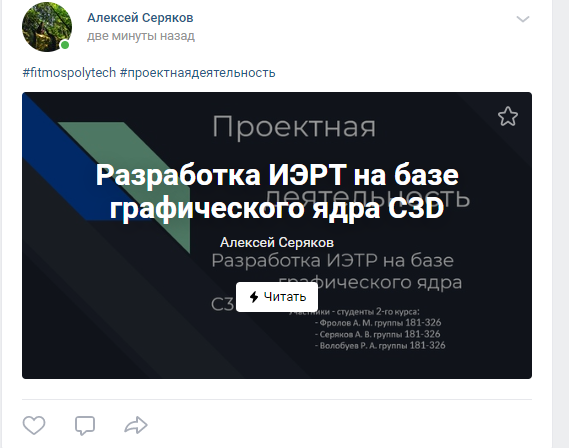 Алексей Серяков
две минуты назад
#fitmospolytech #проектнаядеятельность
Проектная
деятельность
Разработка ИЭРТ на базе
графического ядра C3D
Алексей Серяков
Разработка ИЭТР на базе
графического ядра
C3
Читать
Участники - студенты 2-го курса:
- Фролов А. М. группы 181-326
- Серяков А. В. группы 181-326
- Волобуев Р. А. группы 181-326